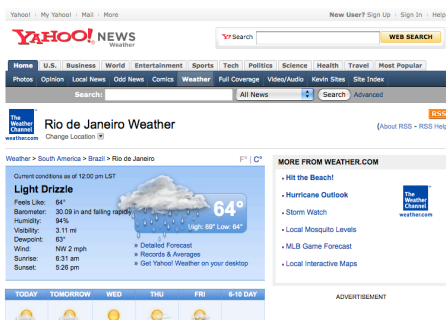 Yahoo! My Yahoo! Mail More New User? Sign Up Sign In Help
YAHOO! NEWS
Weather
Y! Search WEB SEARCH
Home U.S. Business World Entertainment Sports Tech Politics Science Health Travel Most Popular
Photos Opinion Local News Odd News Comics Weather Full Coverage Video/Audio Kevin Sites Site Index
Search: All News Search Advanced
The Weather Channel
weather.com
Rio de Janeiro Weather
Change Location
RSS
(About RSS - RSS Help
Weather > South America > Brazil > Rio de Janeiro F° | C°
Current conditions as of 12:00 pm LST
Light Drizzle
Feels Like: 64°
Barometer: 30.09 in and falling rapidly
Humidity: 94%
Visibility: 3.11 mi
Dewpoint: 63°
Wind: NW 2 mph
Sunrise: 6:31 am
Sunset: 5:26 pm
64°
High: 69° Low: 64°
» Detailed Forecast
» Records & Averages
» Get Yahoo! Weather on your desktop
TODAY TOMORROW WED THU FRI 6-10 DAY
MORE FROM WEATHER.COM
• Hit the Beach!
• Hurricane Outlook
• Storm Watch
• Local Mosquito Levels
• MLB Game Forecast
• Local Interactive Maps
The Weather Channel
weather.com
ADVERTISEMENT